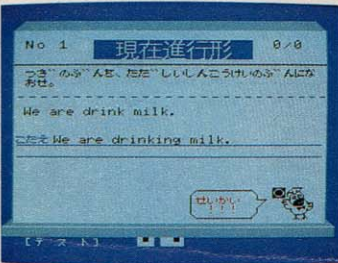 No 1 現在進行形 0/0
つぎ のぶ んを、ただ しいしんこうけいのぶ んにな
おせ。
We are drink milk.
こたえ We are drinking milk.
せいかい
!!!
[テスト]